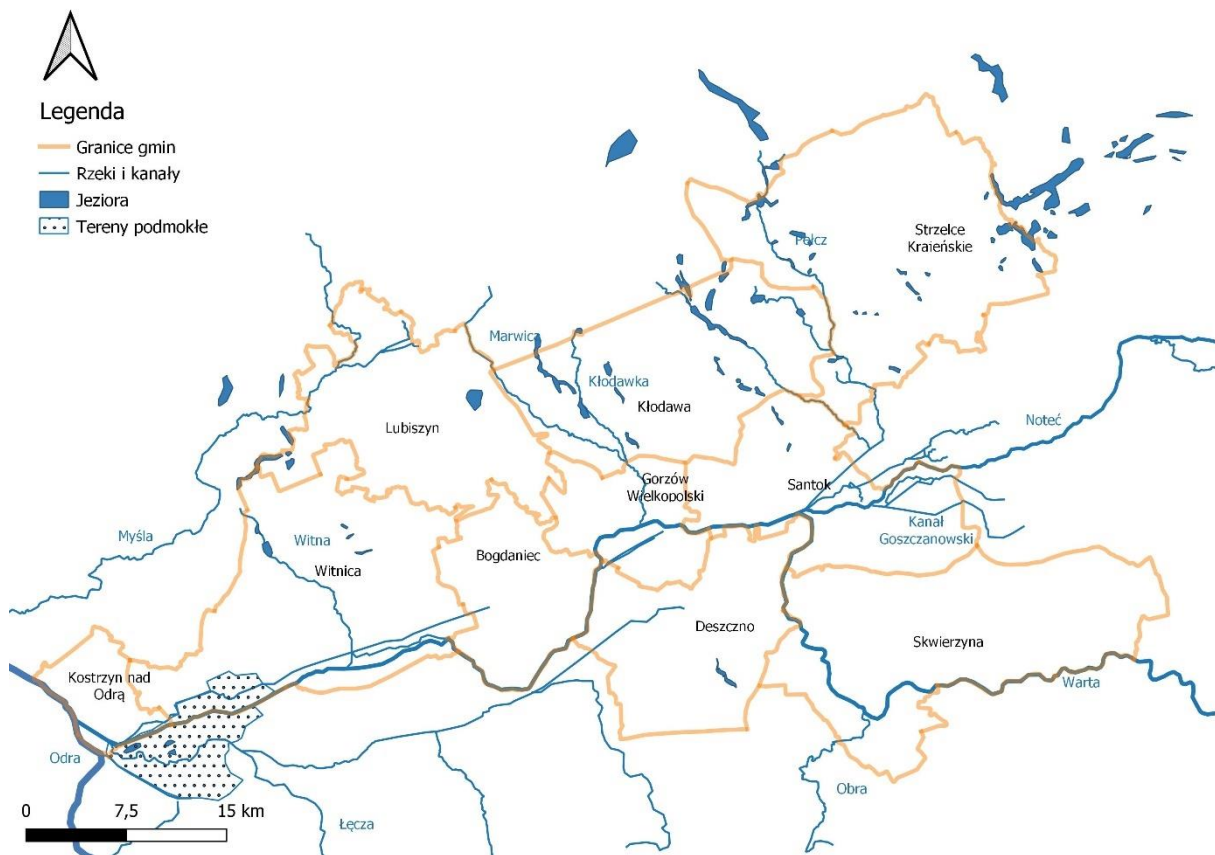 Legenda
Granice gmin
Rzeki i kanały
Jeziora
Tereny podmokłe
Pełcz
Strzelce
Krajeńskie
Marwica
Kłodawka
Kłodawa
Lubiszyn
Noteć
Gorzów
Wielkopolski
Santok
Kanał
Goszczanowski
Myśla
Witna
Witnica
Bogdaniec
Deszczno
Skwierzyna
Kostrzyn nad
Odrą
Warta
Odra
Obra
Łęcza
0 7,5 15 km